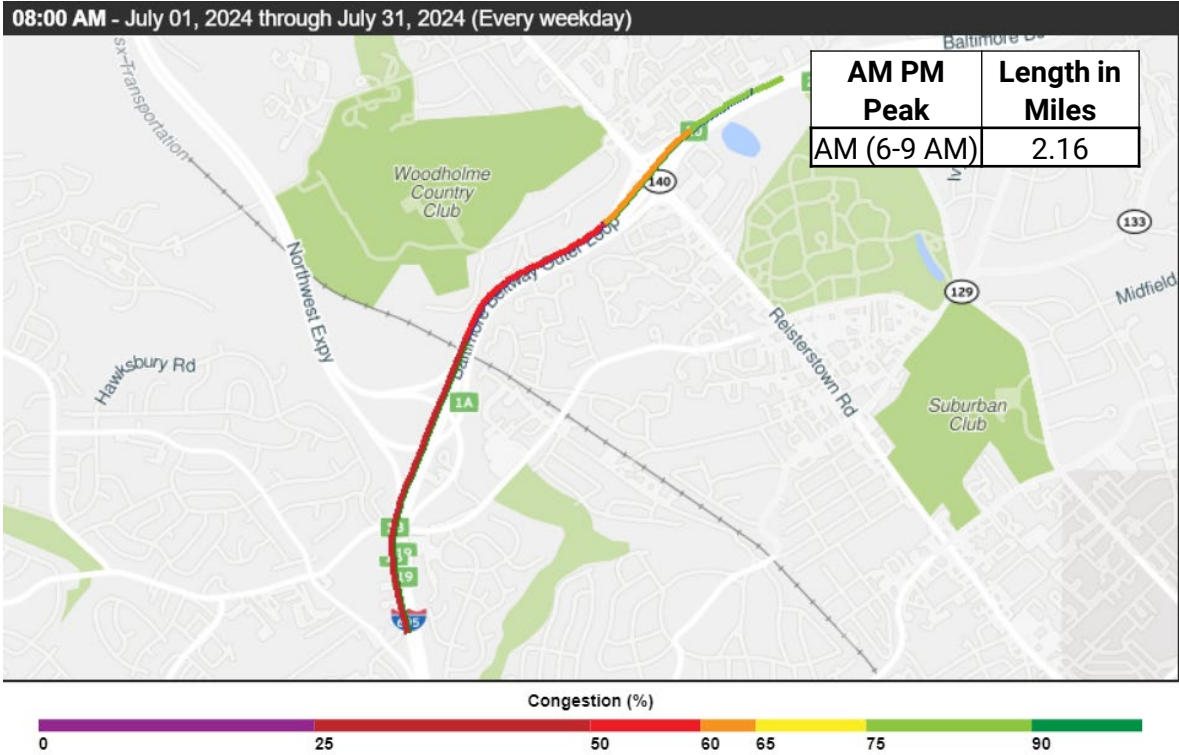 08:00 AM - July 01, 2024 through July 31, 2024 (Every weekday)
Baltimore
AM PM Peak
Length in Miles
AM (6-9 AM)
2.16
sx-Transportation
Woodholme
Country
Club
140
133
Northwest Expy
Baltimore Beltway Outer Loop
129
Midfield
Hawksbury Rd
Reisterstown Rd
1A
Suburban
Club
19
19
695
Congestion (%)
0
25
50
60
65
75
90